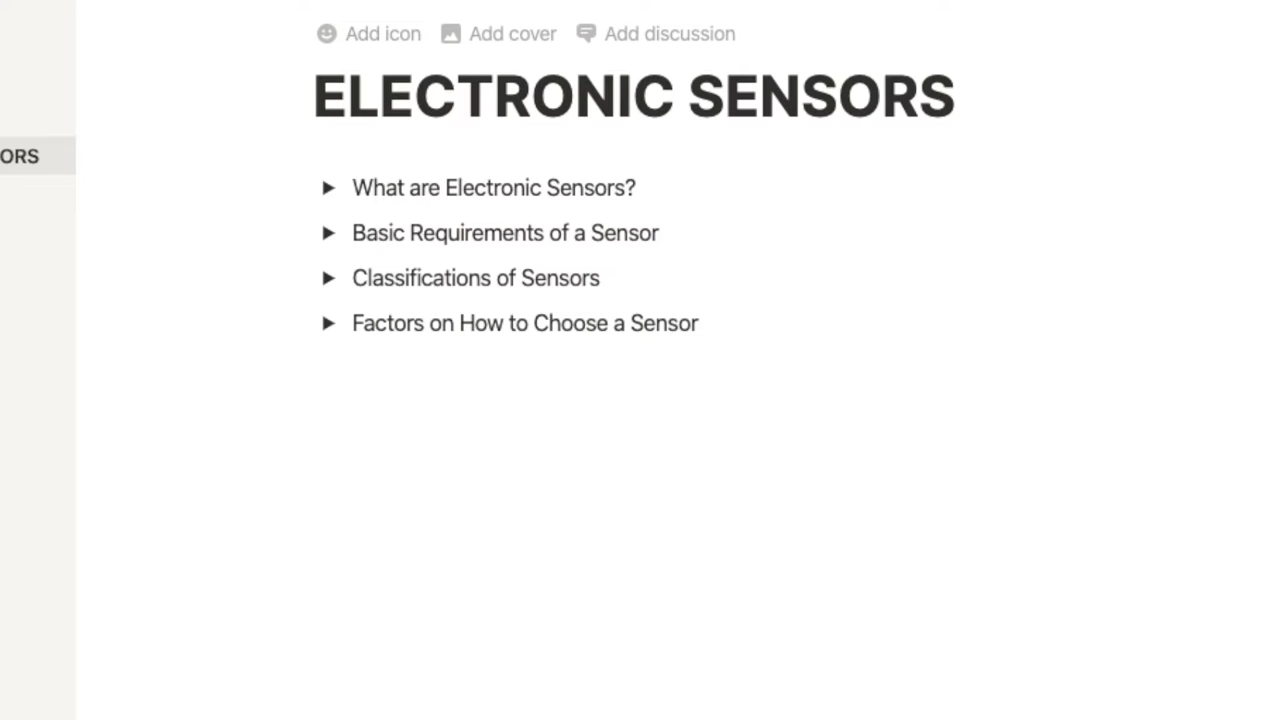 Add icon Add cover Add discussion
ELECTRONIC SENSORS
ORS
What are Electronic Sensors?
Basic Requirements of a Sensor
Classifications of Sensors
Factors on How to Choose a Sensor